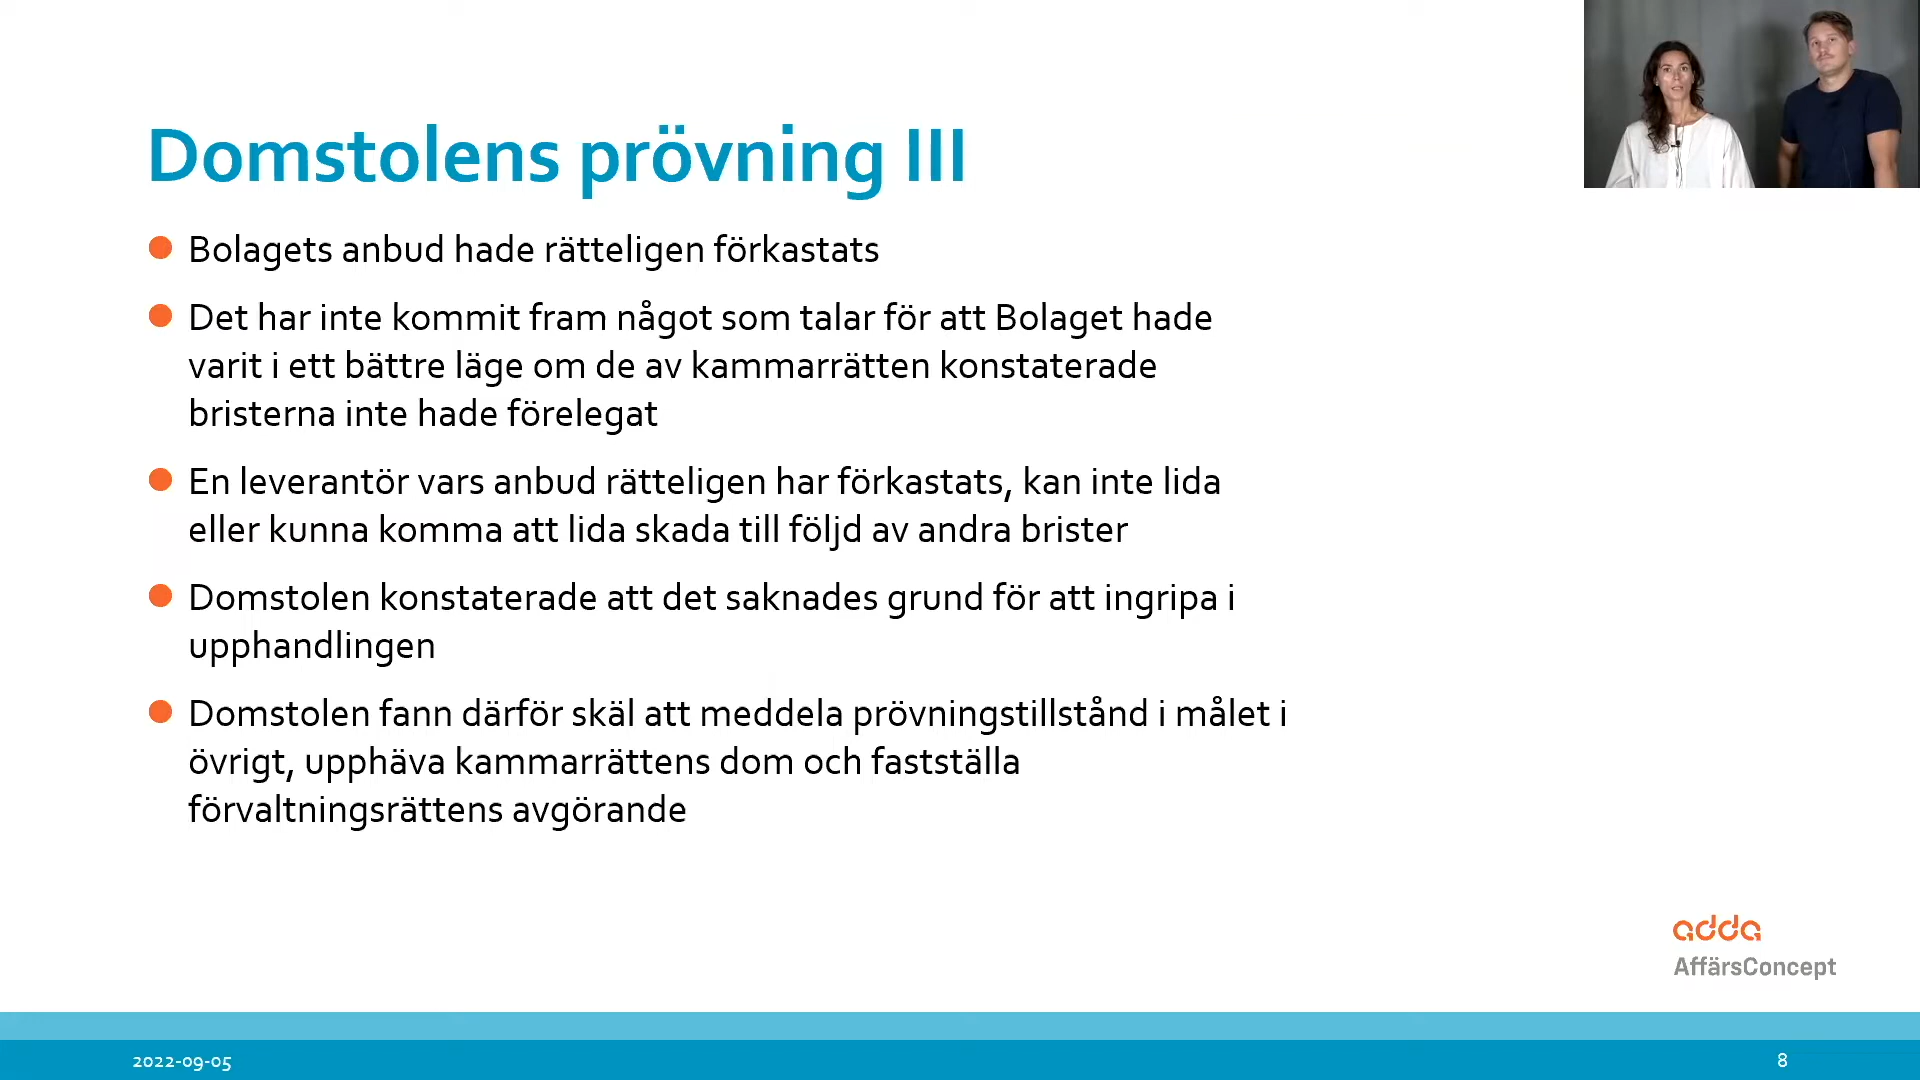 Domstolens prövning III
Bolagets anbud hade rätteligen förkastats
Det har inte kommit fram något som talar för att Bolaget hade
varit i ett bättre läge om de av kammarrätten konstaterade
bristerna inte hade förelegat
En leverantör vars anbud rätteligen har förkastats, kan inte lida
eller kunna komma att lida skada till följd av andra brister
Domstolen konstaterade att det saknades grund för att ingripa i
upphandlingen
Domstolen fann därför skäl att meddela prövningstillstånd i målet i
övrigt, upphäva kammarrättens dom och fastställa
förvaltningsrättens avgörande
adda
AffärsConcept
2022-09-05
8